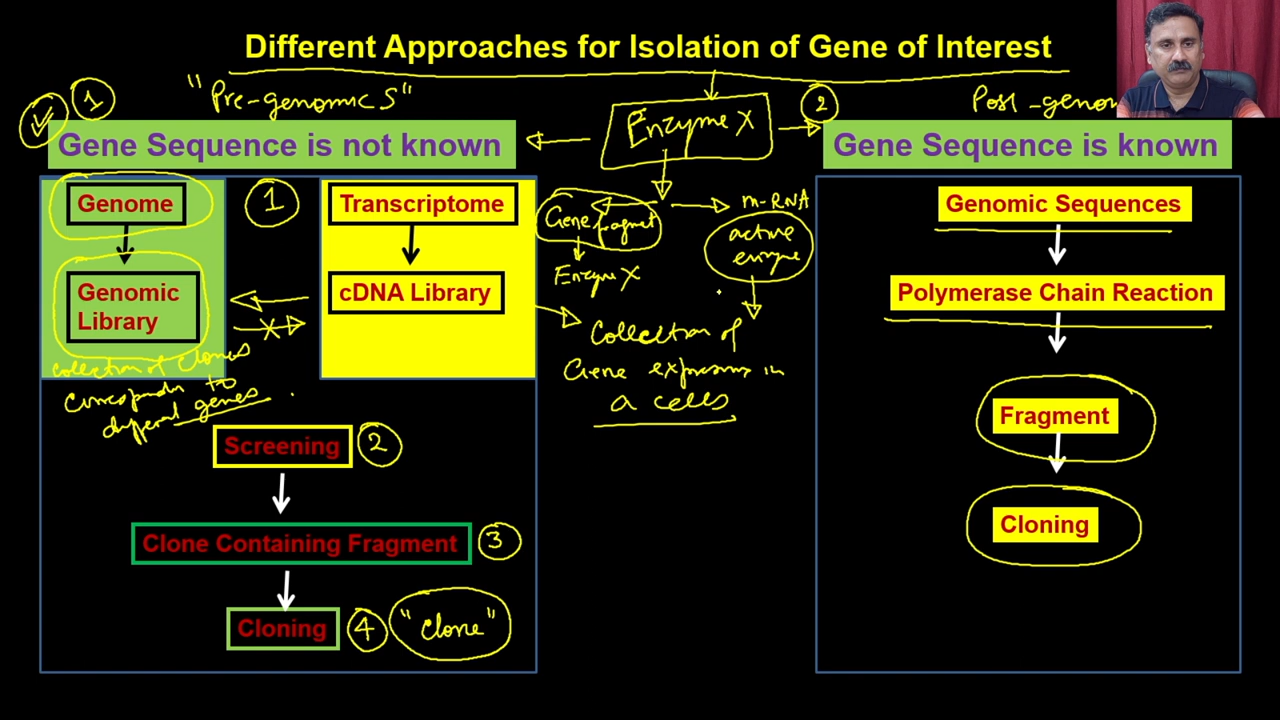 Different Approaches for Isolation of Gene of Interest
"Pre-genomics"
1
Enzyme X
2
Post-genom
Gene Sequence is not known
Gene Sequence is known
Genome
1
Transcriptome
Gene fragment
m-RNA
active
enzyme
Enzyme X
Genomic
Library
cDNA Library
Collection of
Gene expression in
a cells
Collection of clones
corresponds to
different genes.
Screening
2
Clone Containing Fragment
3
Cloning
4
"Clone"
Genomic Sequences
Polymerase Chain Reaction
Fragment
Cloning